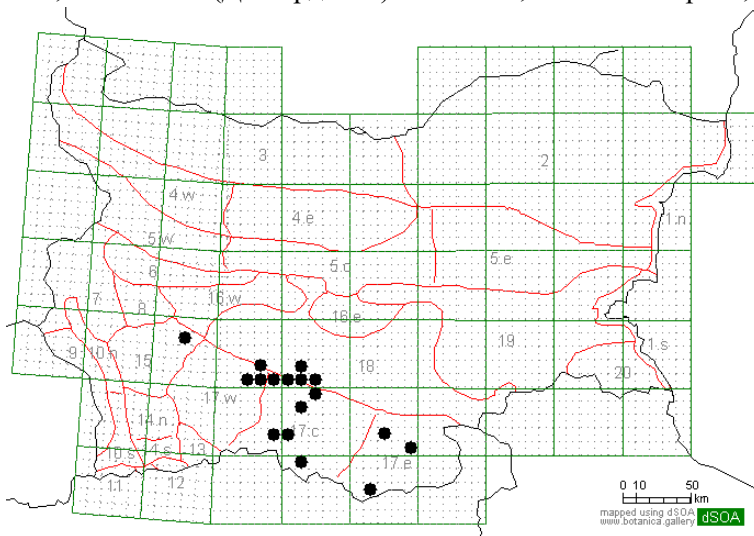 3
2
4.w
4.e
1.n
5.w
5.c
5.e
6
16.w
7
8
16.e
19
9
10.n
15
18
1.s
20
17.w
14.n
17.c
10.s
14.s
13
17.e
11
12
0 10 50
km
mapped using dSOA
www.botanica.gallery
dSOA